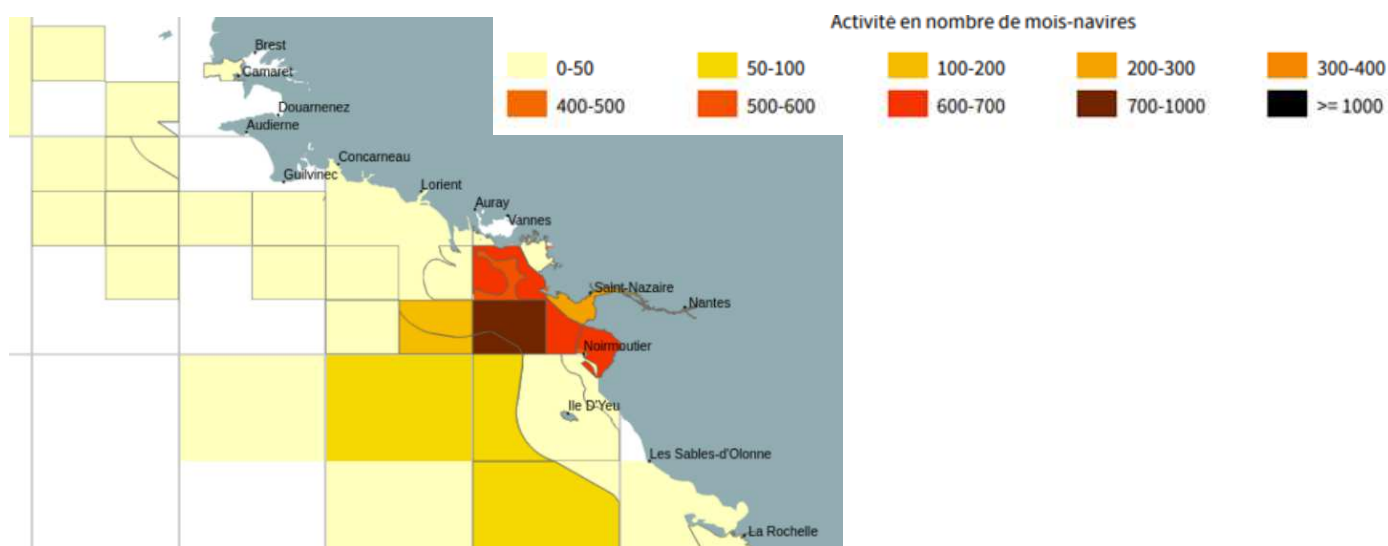 Activité en nombre de mois-navires
0-50 50-100 100-200 200-300 300-400
400-500 500-600 600-700 700-1000 >= 1000
Brest
Camaret
Douarnenez
Audierne
Concarneau
Guilvinec
Lorient
Auray
Vannes
Saint-Nazaire
Nantes
Noirmoutier
Ile D'Yeu
Les Sables-d'Olonne
La Rochelle